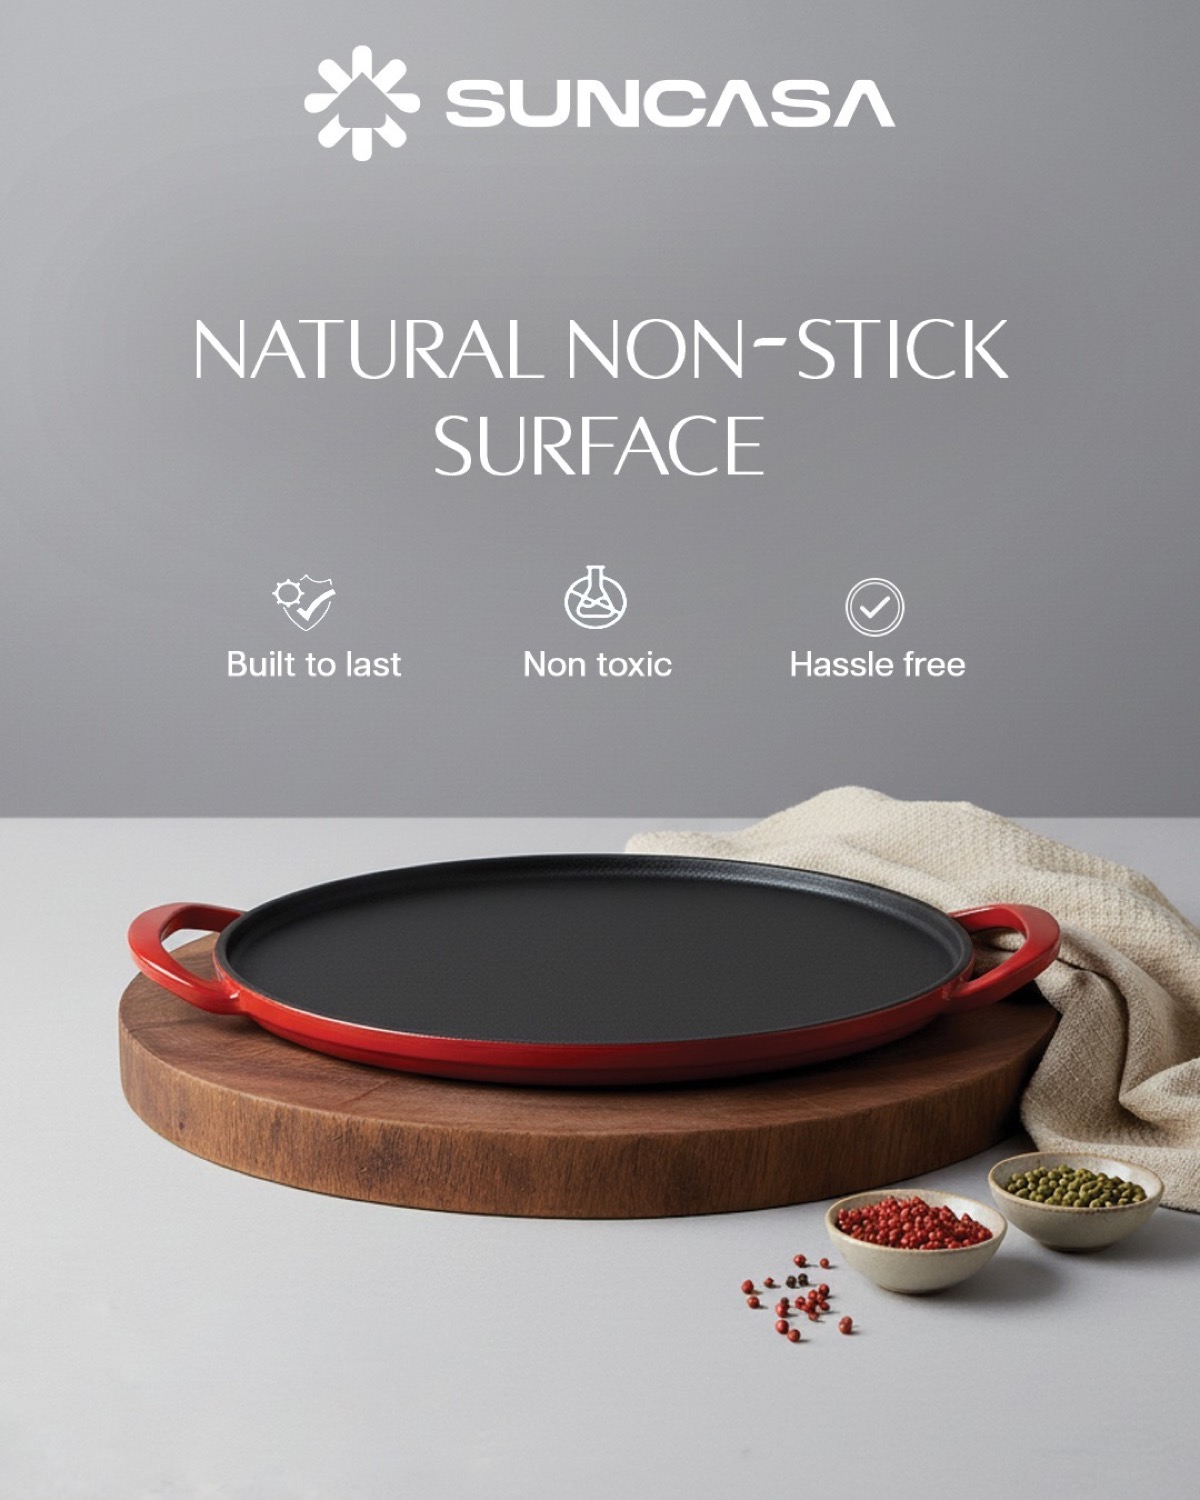 SUNCASA
NATURAL NON-STICK
SURFACE
Built to last
Non toxic
Hassle free